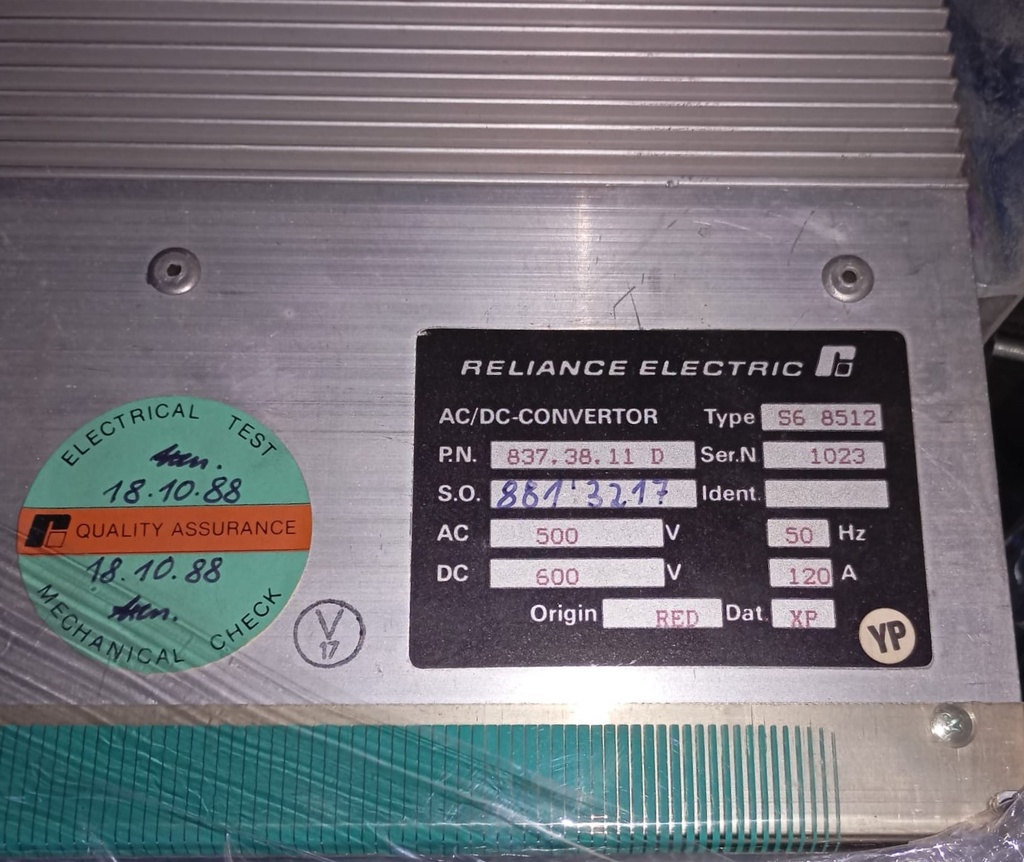 RELIANCE ELECTRIC
AC/DC-CONVERTOR Type S6 8512
P.N. 837.38.11 D Ser.N 1023
S.O. 881'3217 Ident.
AC 500 V 50 Hz
DC 600 V 120 A
Origin RED Dat. XP
YP
ELECTRICAL TEST
18.10.88
QUALITY ASSURANCE
18.10.88
MECHANICAL CHECK
V
17